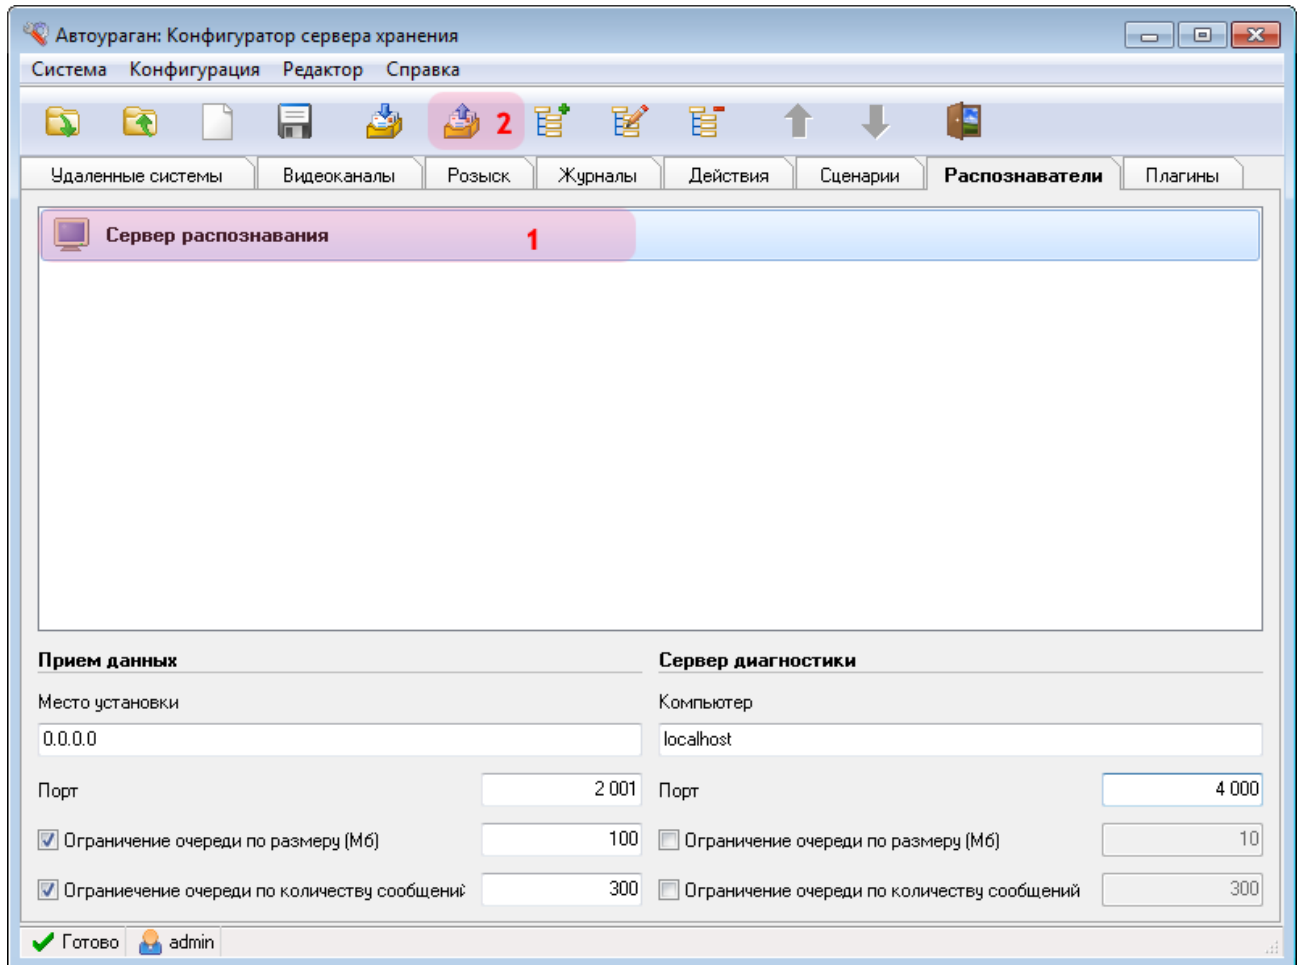 Автоураган: Конфигуратор сервера хранения
Система Конфигурация Редактор Справка
2
Удаленные системы Видеоканалы Розыск Журналы Действия Сценарии Распознаватели Плагины
Сервер распознавания 1
Прием данных Сервер диагностики
Место установки Компьютер
0.0.0.0 localhost
Порт 2 001 Порт 4 000
Ограничение очереди по размеру (Мб) 100 Ограничение очереди по размеру (Мб) 10
Ограниечение очереди по количеству сообщений 300 Ограничение очереди по количеству сообщений 300
Готово admin